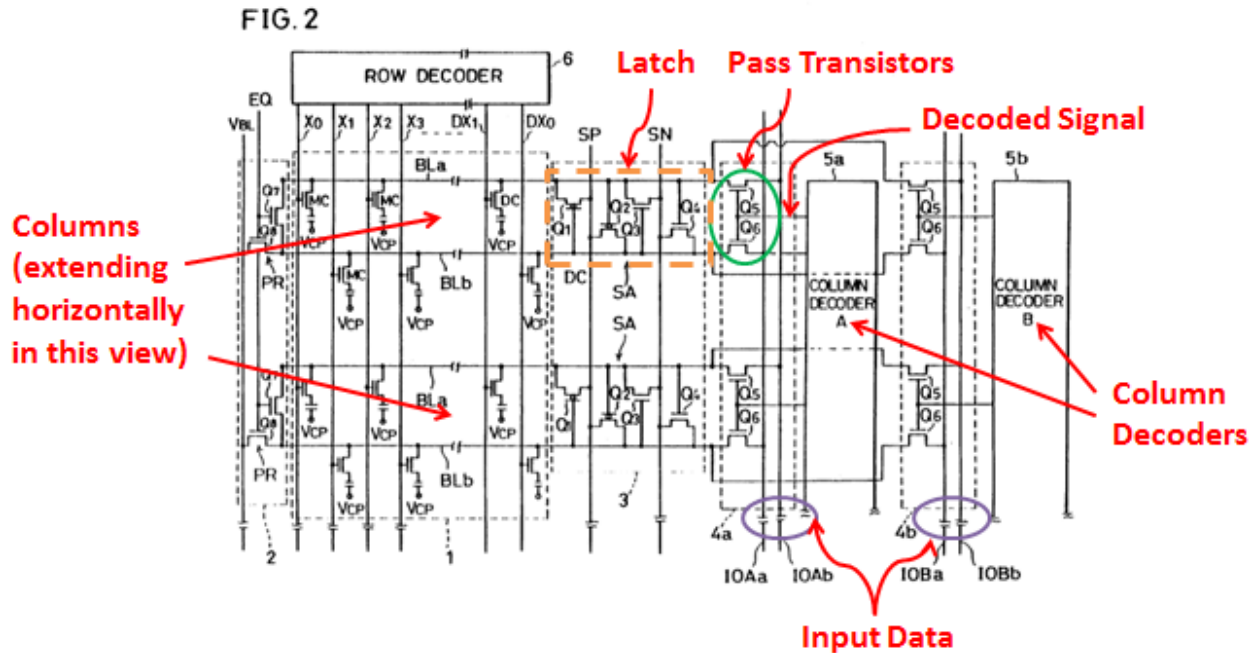 FIG. 2
ROW DECODER
6
Latch
Pass Transistors
Decoded Signal
EQ
VBL
X0
X1
X2
X3
DX1
DX0
SP
SN
5a
5b
BLa
Q7
Q8
MC
MC
DC
VCP
VCP
VCP
Q1
Q2
Q3
Q4
Q5
Q6
Q5
Q6
Columns
(extending
horizontally
in this view)
PR
MC
BLb
DC
SA
VCP
VCP
VCP
SA
COLUMN
DECODER
A
COLUMN
DECODER
B
Q7
Q8
BLa
Q1
Q2
Q3
Q4
Q5
Q6
Q5
Q6
VCP
VCP
VCP
Column
Decoders
PR
BLb
VCP
VCP
VCP
2
1
3
4a
4b
IOAa
IOAb
IOBa
IOBb
Input Data